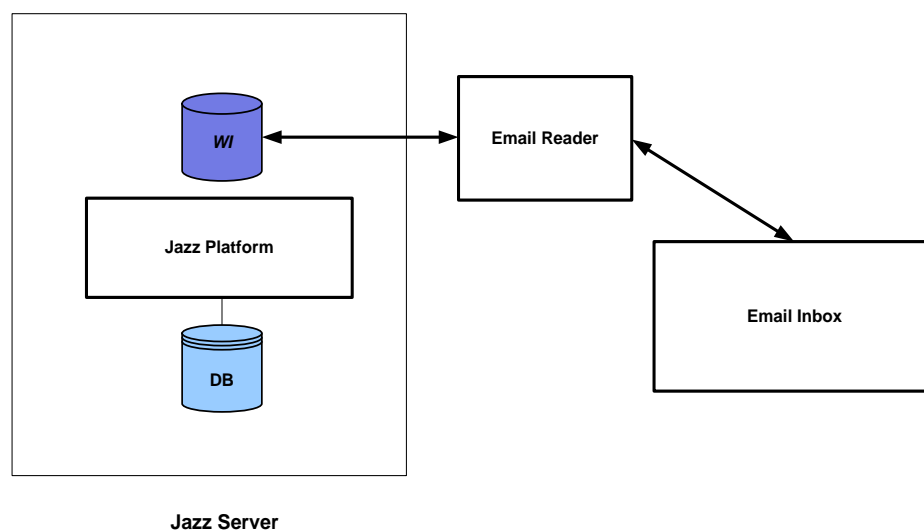 WI
Email Reader
Jazz Platform
Email Inbox
DB
Jazz Server